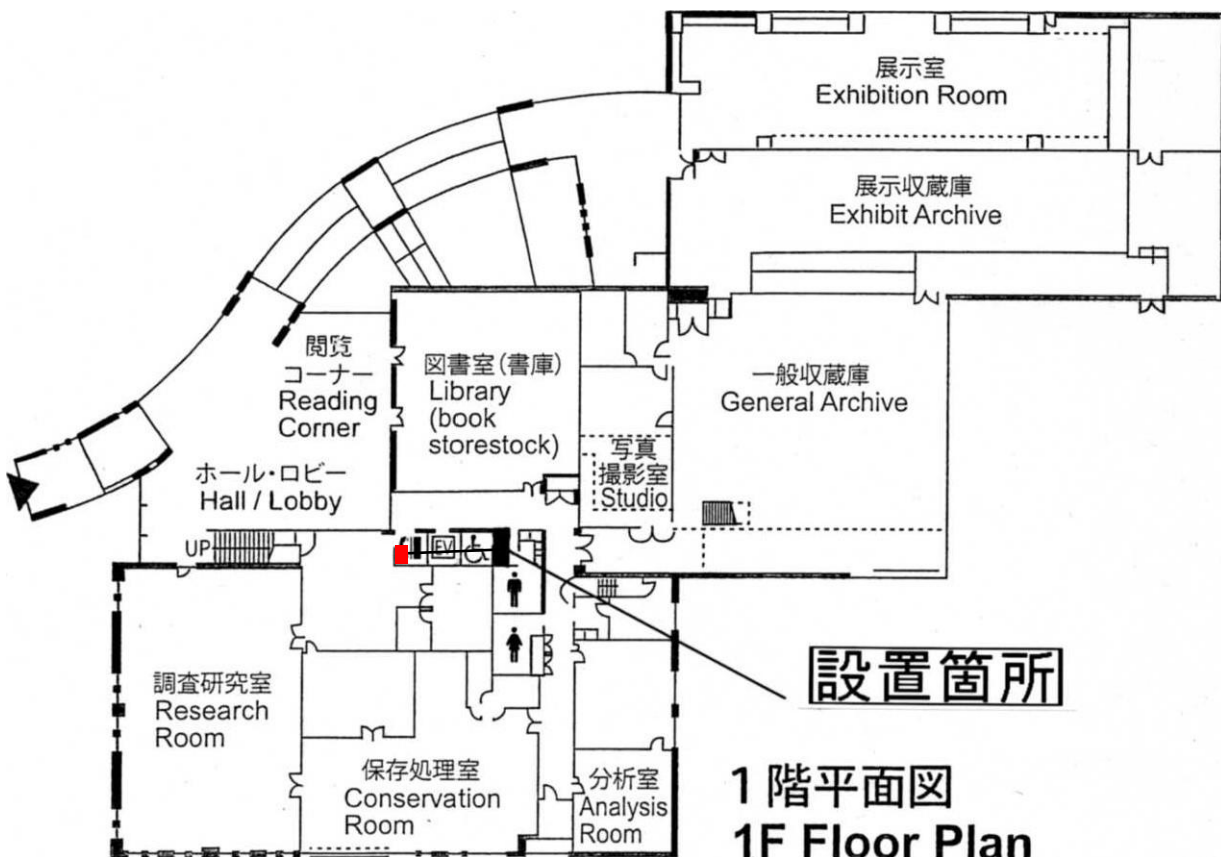 展示室
Exhibition Room
展示収蔵庫
Exhibit Archive
閲覧
コーナー
Reading
Corner
図書室(書庫)
Library
(book
storestock)
一般収蔵庫
General Archive
写真
撮影室
Studio
ホール・ロビー
Hall / Lobby
UP
EV
設置箇所
調査研究室
Research
Room
保存処理室
Conservation
Room
分析室
Analysis
Room
1階平面図
1F Floor Plan